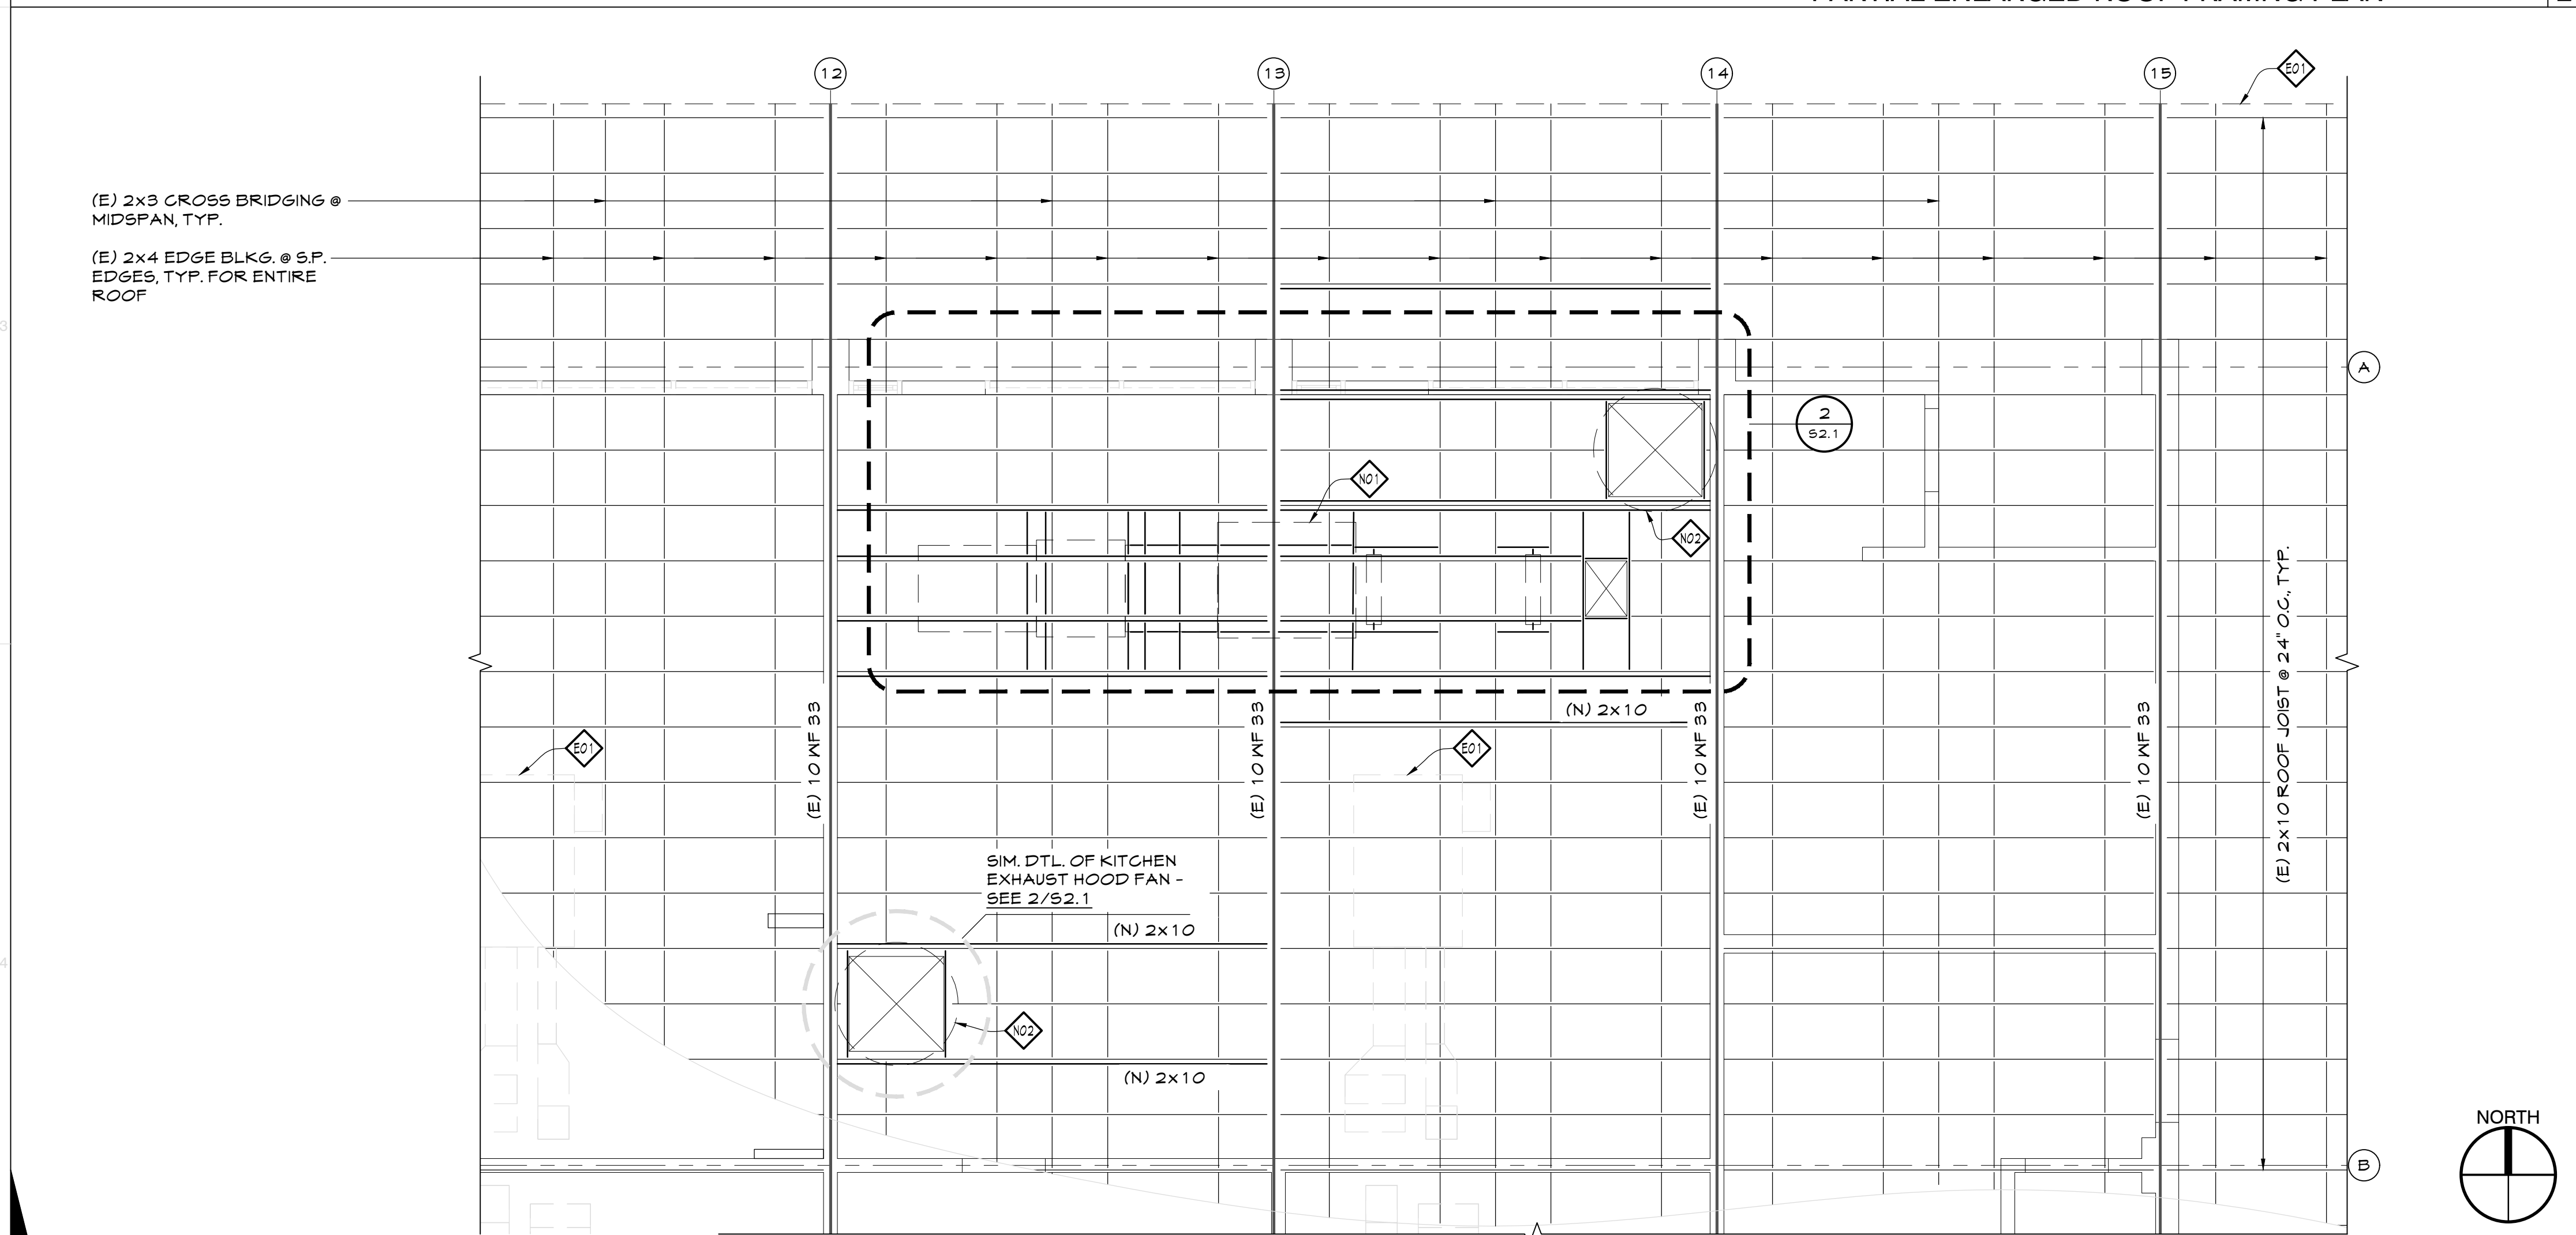 12
13
14
15
E01
(E) 2x3 CROSS BRIDGING @
MIDSPAN, TYP.
(E) 2x4 EDGE BLKG. @ S.P.
EDGES, TYP. FOR ENTIRE
ROOF
A
2
S2.1
N01
N02
(E) 2x10 ROOF JOIST @ 24" O.C., TYP.
(N) 2x10
(E) 10 WF 33
(E) 10 WF 33
(E) 10 WF 33
(E) 10 WF 33
E01
E01
SIM. DTL. OF KITCHEN
EXHAUST HOOD FAN -
SEE 2/S2.1
(N) 2x10
N02
(N) 2x10
B
NORTH
3
4